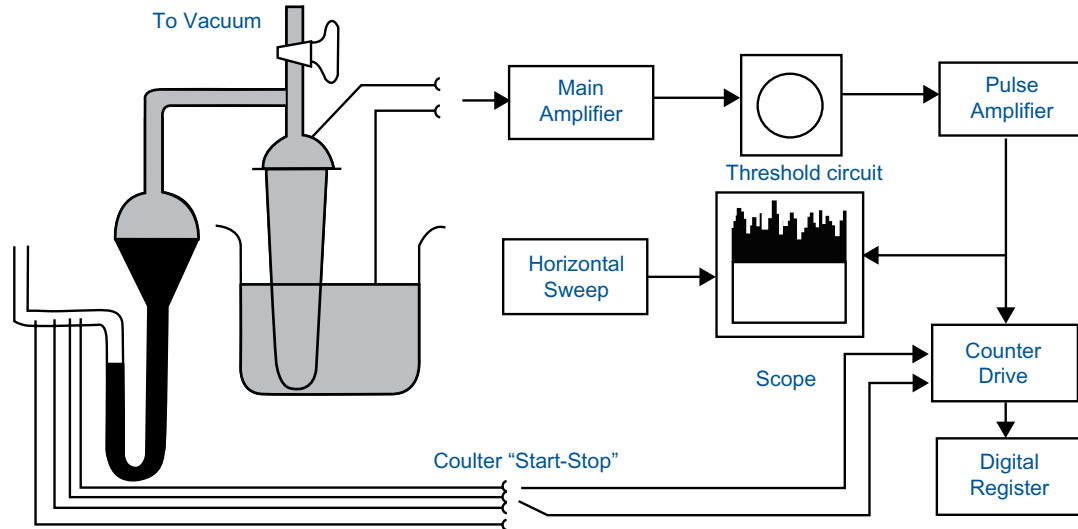 To Vacuum
Main
Amplifier
Pulse
Amplifier
Threshold circuit
Horizontal
Sweep
Counter
Drive
Scope
Coulter “Start-Stop”
Digital
Register